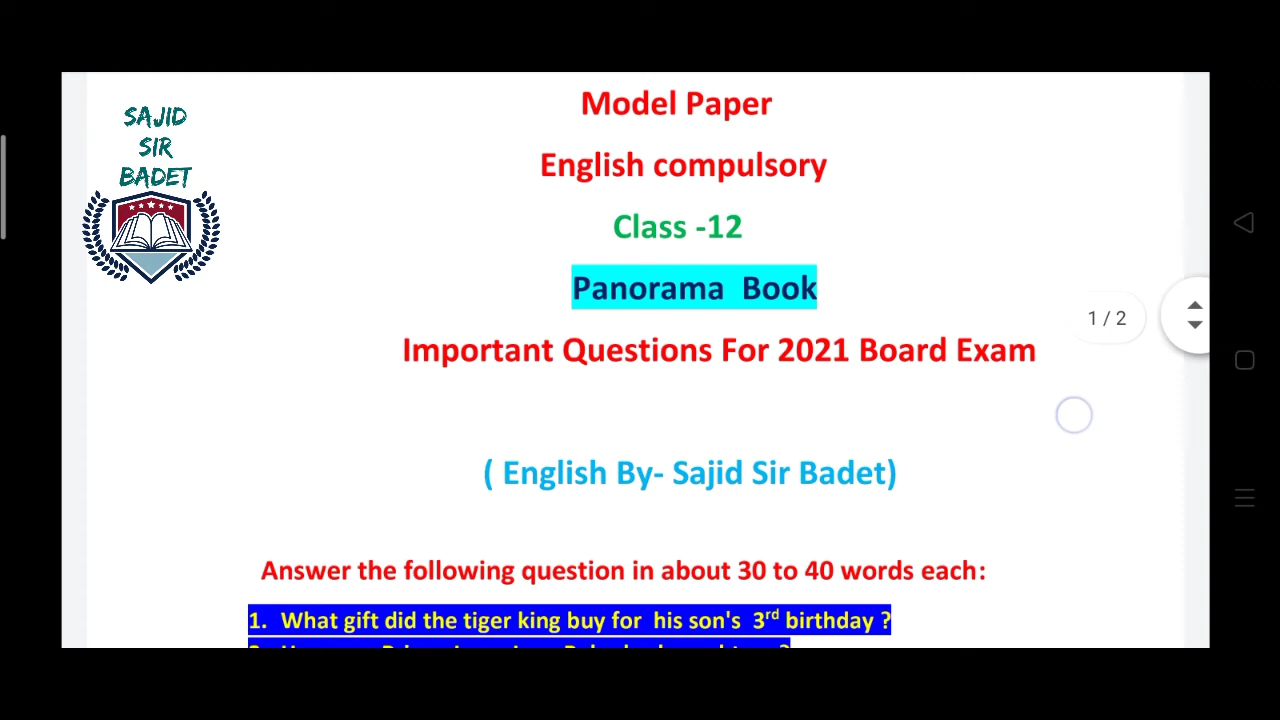 SAJID
SIR
BADET
Model Paper
English compulsory
Class -12
Panorama Book
1 / 2
Important Questions For 2021 Board Exam
( English By- Sajid Sir Badet)
Answer the following question in about 30 to 40 words each:
1. What gift did the tiger king buy for his son's 3rd birthday ?